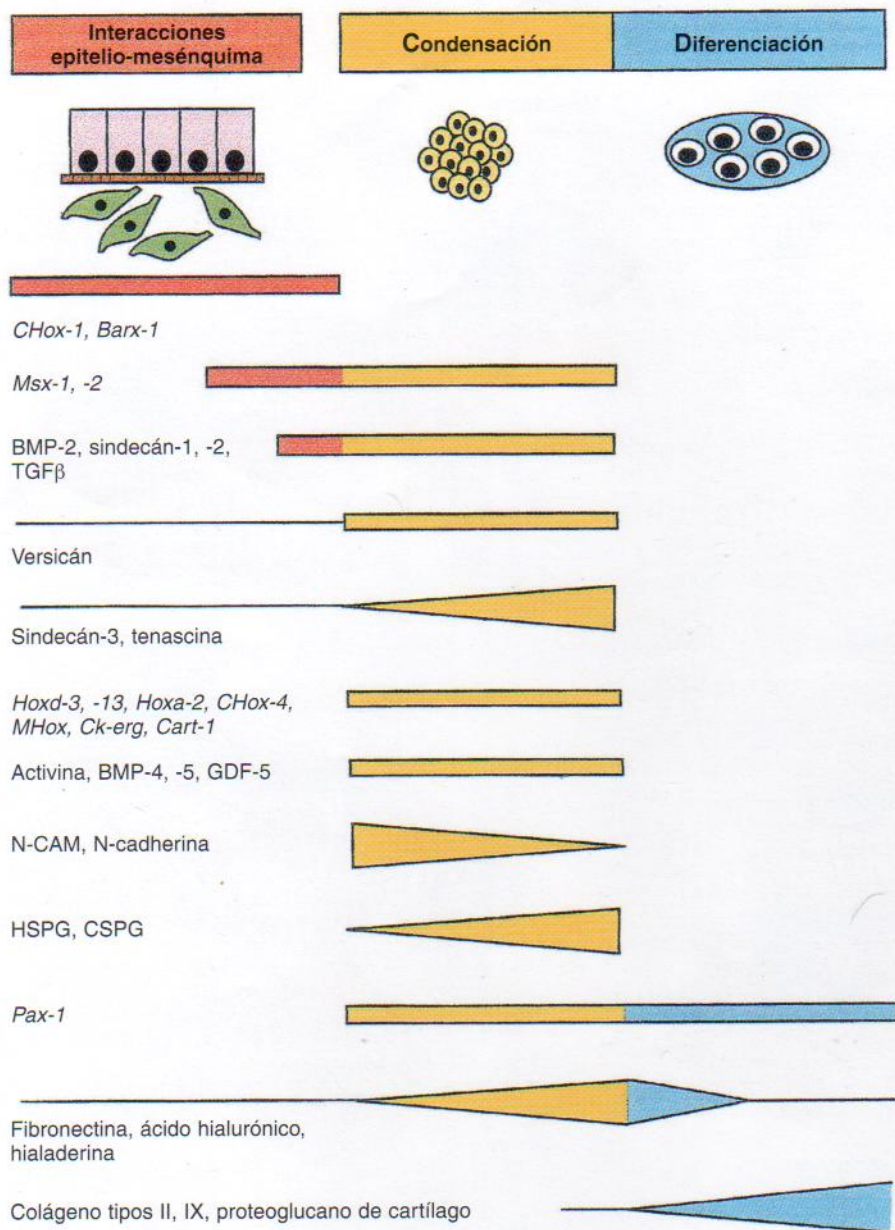 Interacciones
epitelio-mesénquima
Condensación
Diferenciación
CHox-1, Barx-1
Msx-1, -2
BMP-2, sindecán-1, -2,
TGFβ
Versicán
Sindecán-3, tenascina
Hoxd-3, -13, Hoxa-2, CHox-4,
MHox, Ck-erg, Cart-1
Activina, BMP-4, -5, GDF-5
N-CAM, N-cadherina
HSPG, CSPG
Pax-1
Fibronectina, ácido hialurónico,
hialaderina
Colágeno tipos II, IX, proteoglucano de cartílago